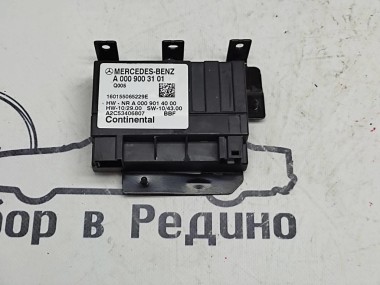 MERCEDES-BENZ
A 000 900 31 01
Q005
160155065229E
HW - NR A 000 901 40 00
HW-10/29.00 SW-10/43.00
A2C53406807 BBF
Continental
бор в Редино